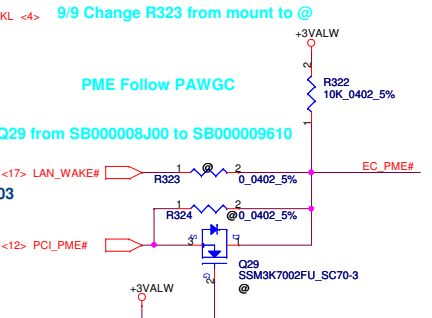 KL <4> 9/9 Change R323 from mount to @
+3VALW
PME Follow PAWGC
2
R322
10K_0402_5%
1
Q29 from SB000008J00 to SB000009610
<17> LAN_WAKE# 1 @ 2 EC_PME#
R323 0_0402_5%
03
1 2
R324 @ 0_0402_5%
<12> PCI_PME# 3 S D 1
G
2
Q29
SSM3K7002FU_SC70-3
@
+3VALW